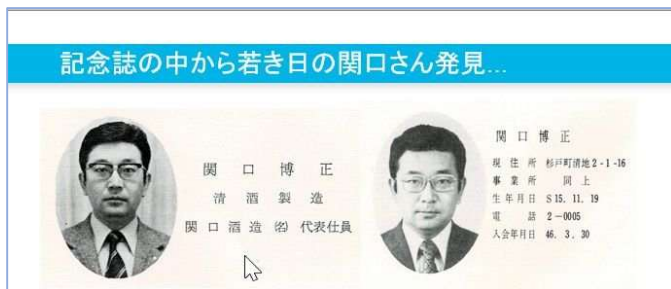 記念誌の中から若き日の関口さん発見…
関口博正
清酒製造
関口酒造㈴ 代表仕員
関口博正
現住所 杉戸町清地2-1-16
事業所 同上
生年月日 S15.11.19
電話 2-0005
入会年月日 46.3.30